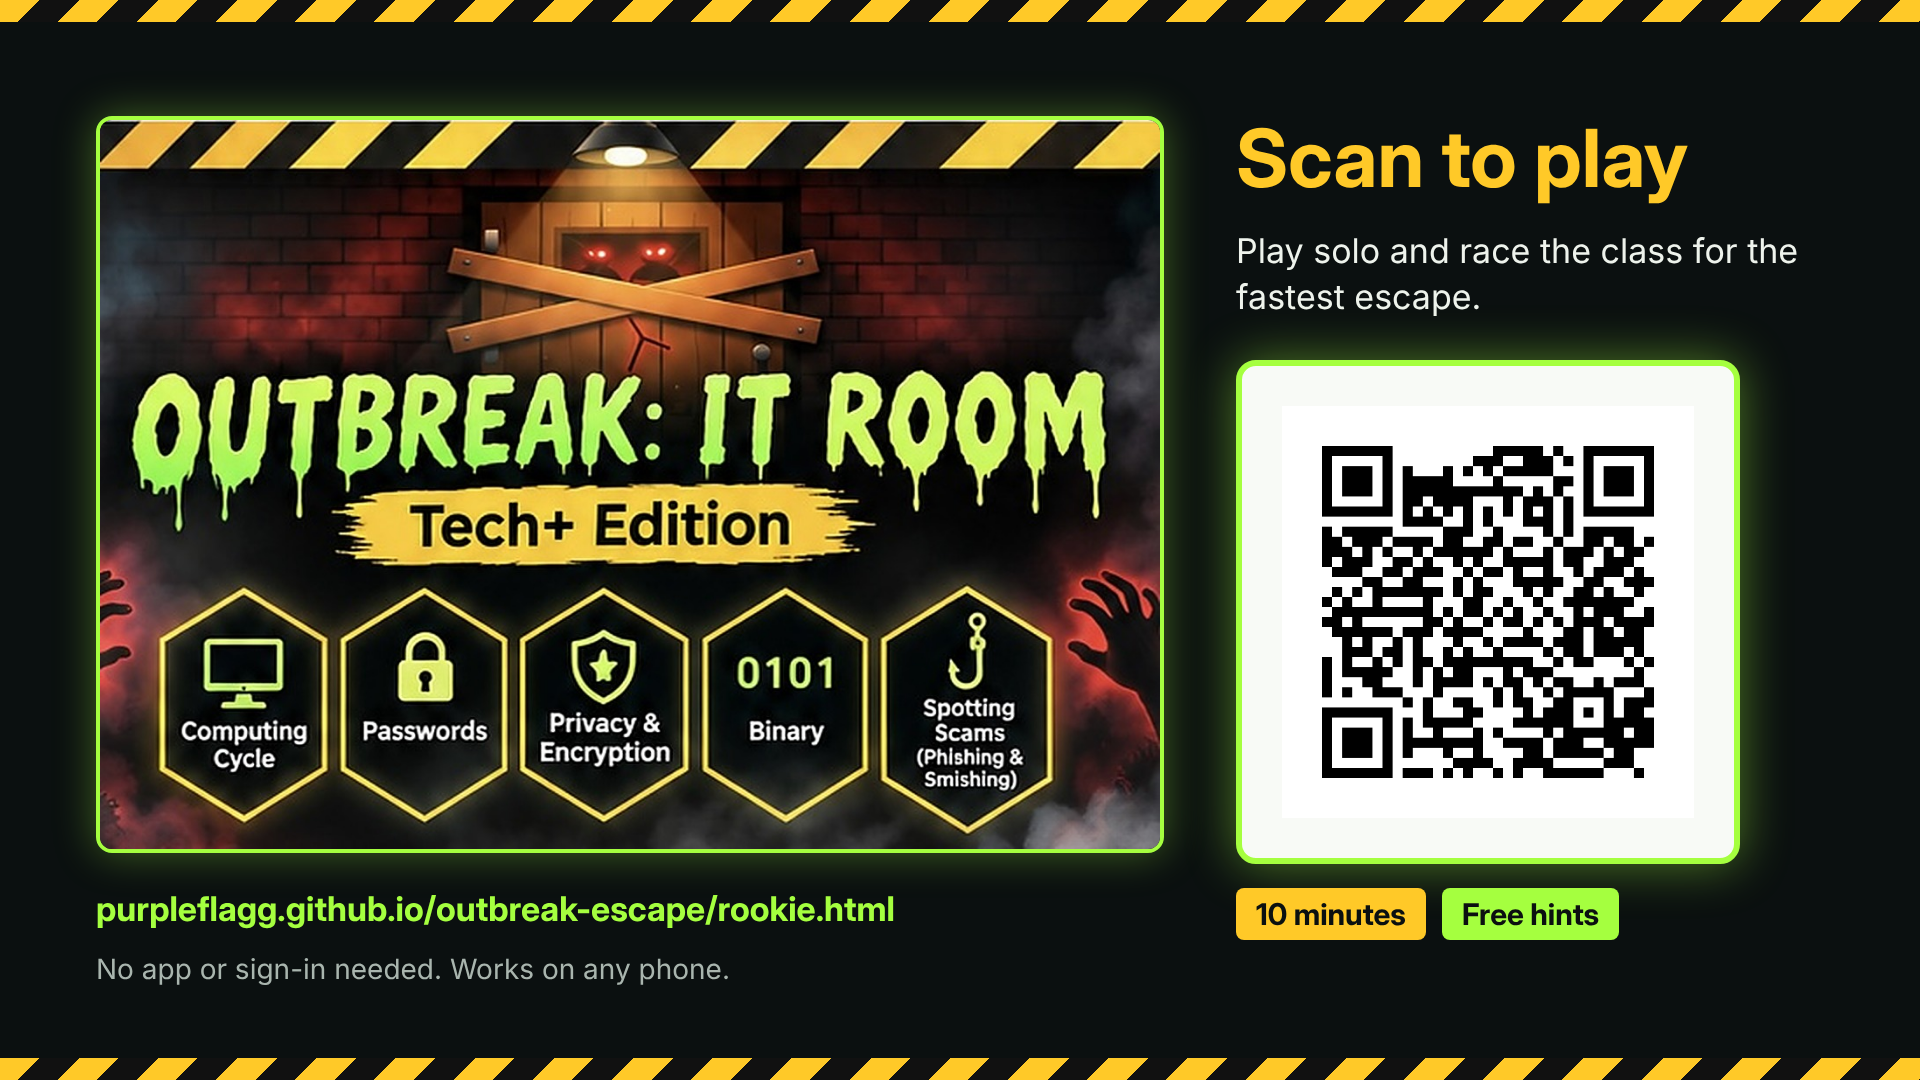 OUTBREAK: IT ROOM
Tech+ Edition
Computing
Cycle
Passwords
Privacy &
Encryption
0101
Binary
Spotting
Scams
(Phishing &
Smishing)
purpleflagg.github.io/outbreak-escape/rookie.html
No app or sign-in needed. Works on any phone.
Scan to play
Play solo and race the class for the
fastest escape.
10 minutes
Free hints